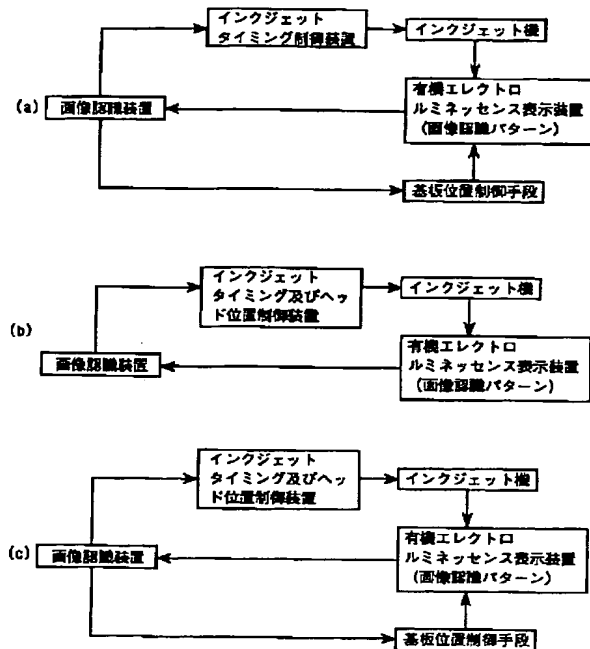 インクジェット
タイミング制御装置
インクジェット機
(a)
画像認識装置
有機エレクトロ
ルミネッセンス表示装置
(画像認識パターン)
基板位置制御手段
インクジェット
タイミング及びヘッ
ド位置制御装置
インクジェット機
(b)
画像認識装置
有機エレクトロ
ルミネッセンス表示装置
(画像認識パターン)
インクジェット
タイミング及びヘッ
ド位置制御装置
インクジェット機
(c)
画像認識装置
有機エレクトロ
ルミネッセンス表示装置
(画像認識パターン)
基板位置制御手段